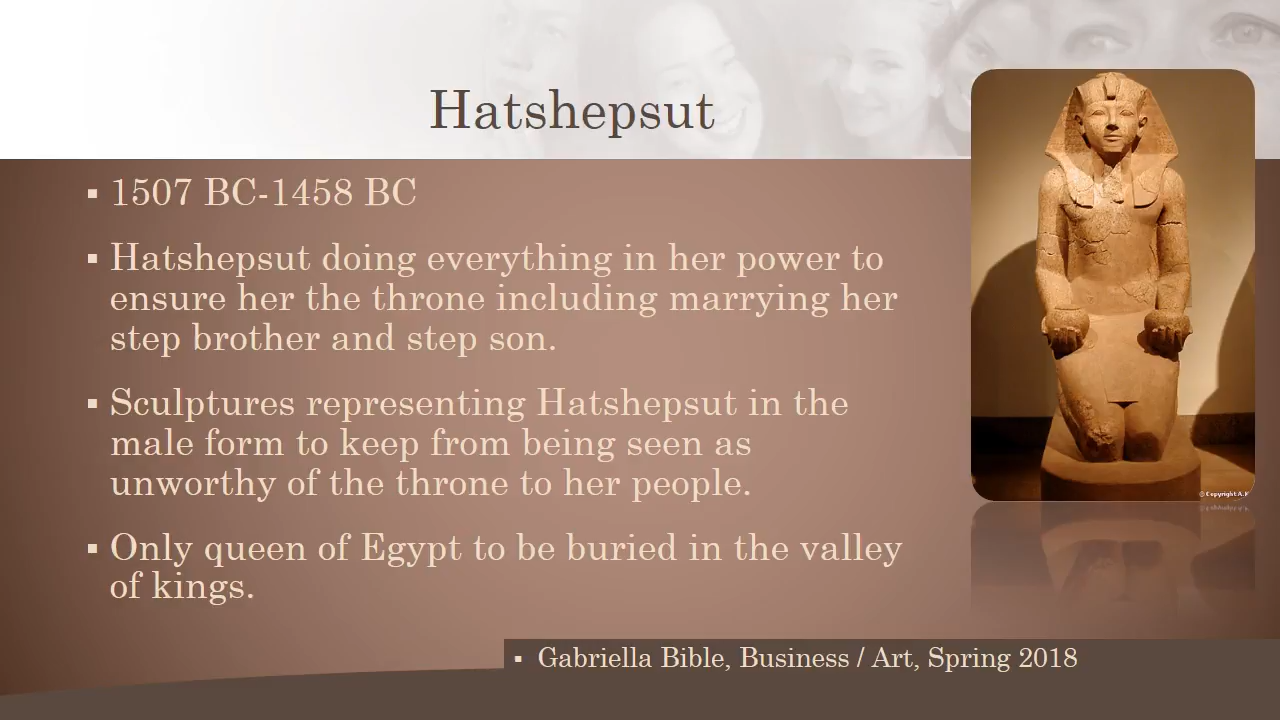 Hatshepsut
▪ 1507 BC-1458 BC
▪ Hatshepsut doing everything in her power to
ensure her the throne including marrying her
step brother and step son.
▪ Sculptures representing Hatshepsut in the
male form to keep from being seen as
unworthy of the throne to her people.
▪ Only queen of Egypt to be buried in the valley
of kings.
© Copyright A.K
▪ Gabriella Bible, Business / Art, Spring 2018